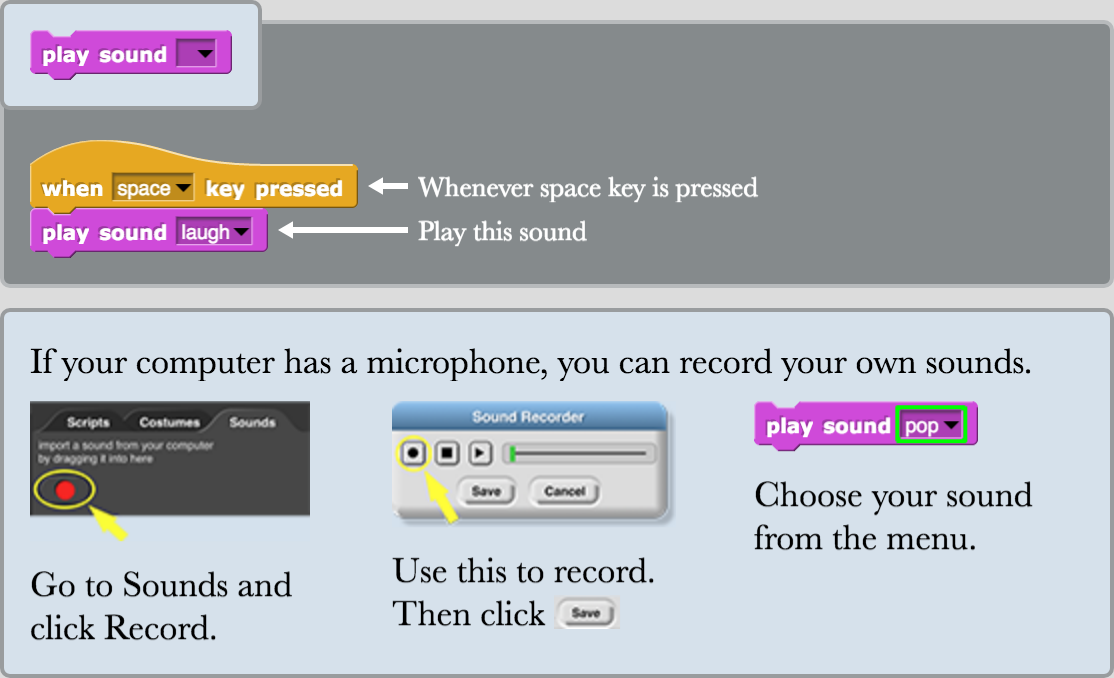 play sound
when space key pressed
Whenever space key is pressed
play sound laugh
Play this sound
If your computer has a microphone, you can record your own sounds.
Scripts Costumes Sounds
import a sound from your computer
by dragging it into here
Go to Sounds and
click Record.
Sound Recorder
Save Cancel
Use this to record.
Then click Save
play sound pop
Choose your sound
from the menu.